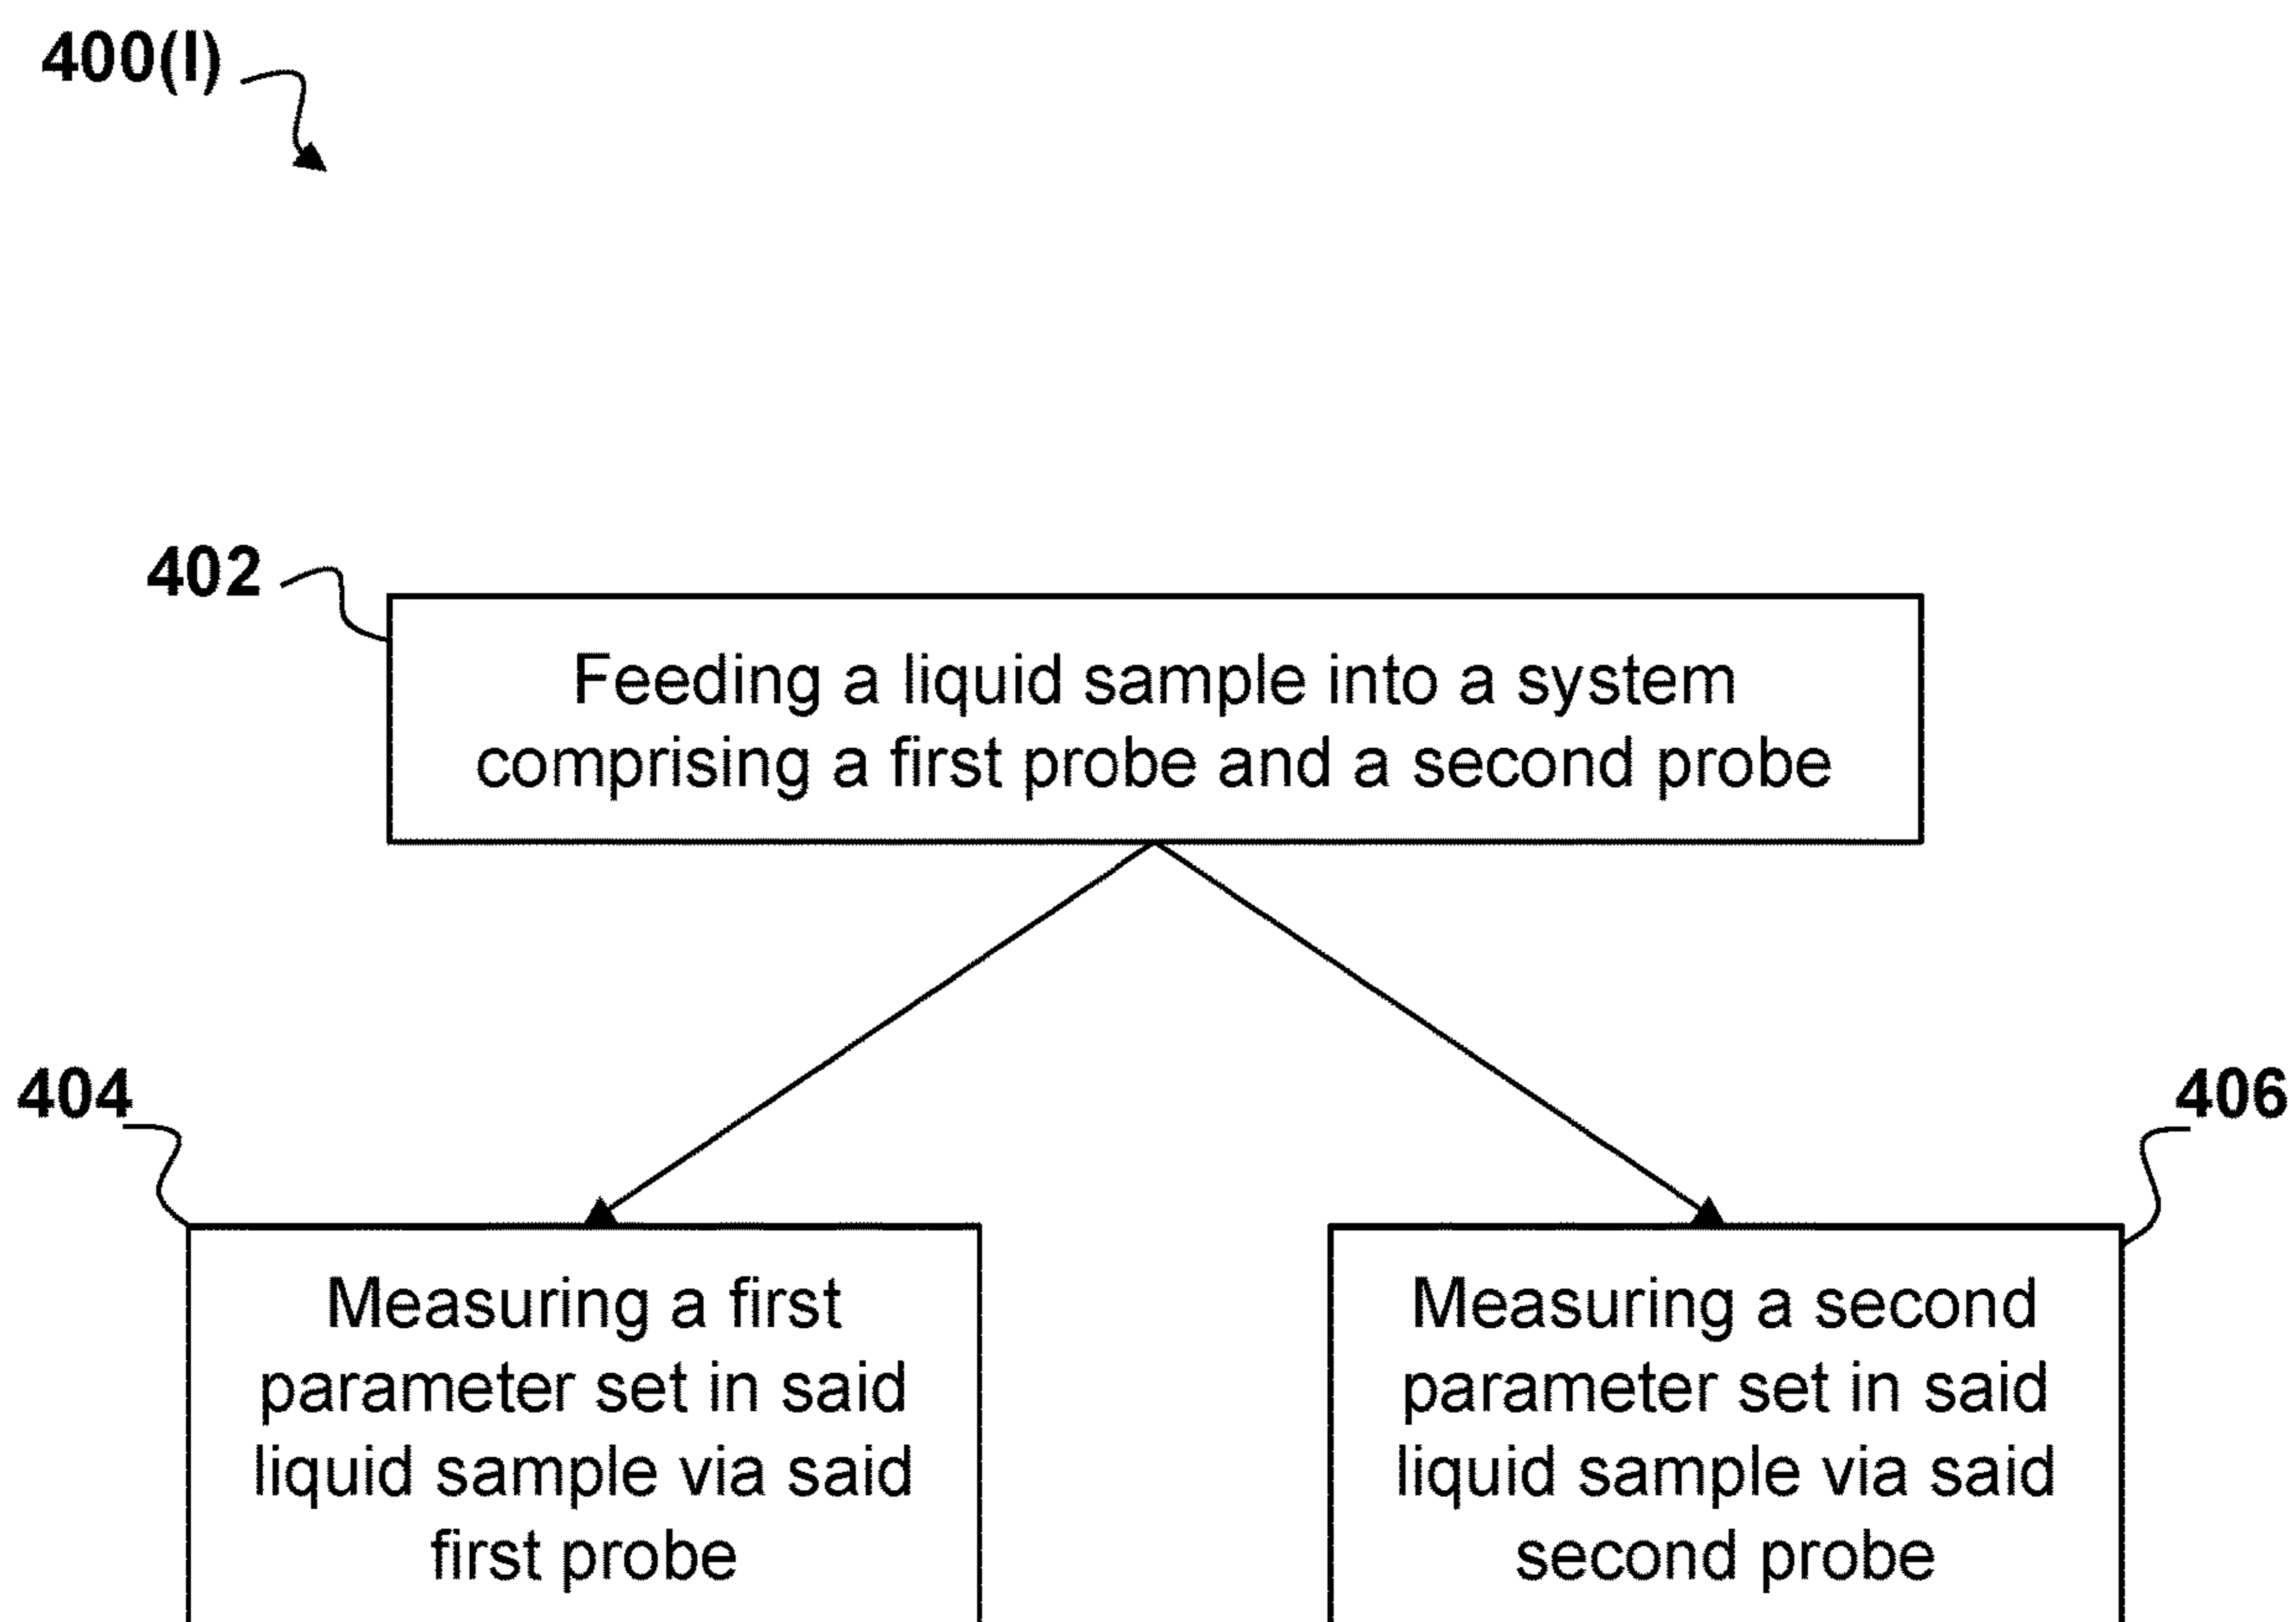 400(I)
402
Feeding a liquid sample into a system
comprising a first probe and a second probe
404
406
Measuring a first
parameter set in said
liquid sample via said
first probe
Measuring a second
parameter set in said
liquid sample via said
second probe